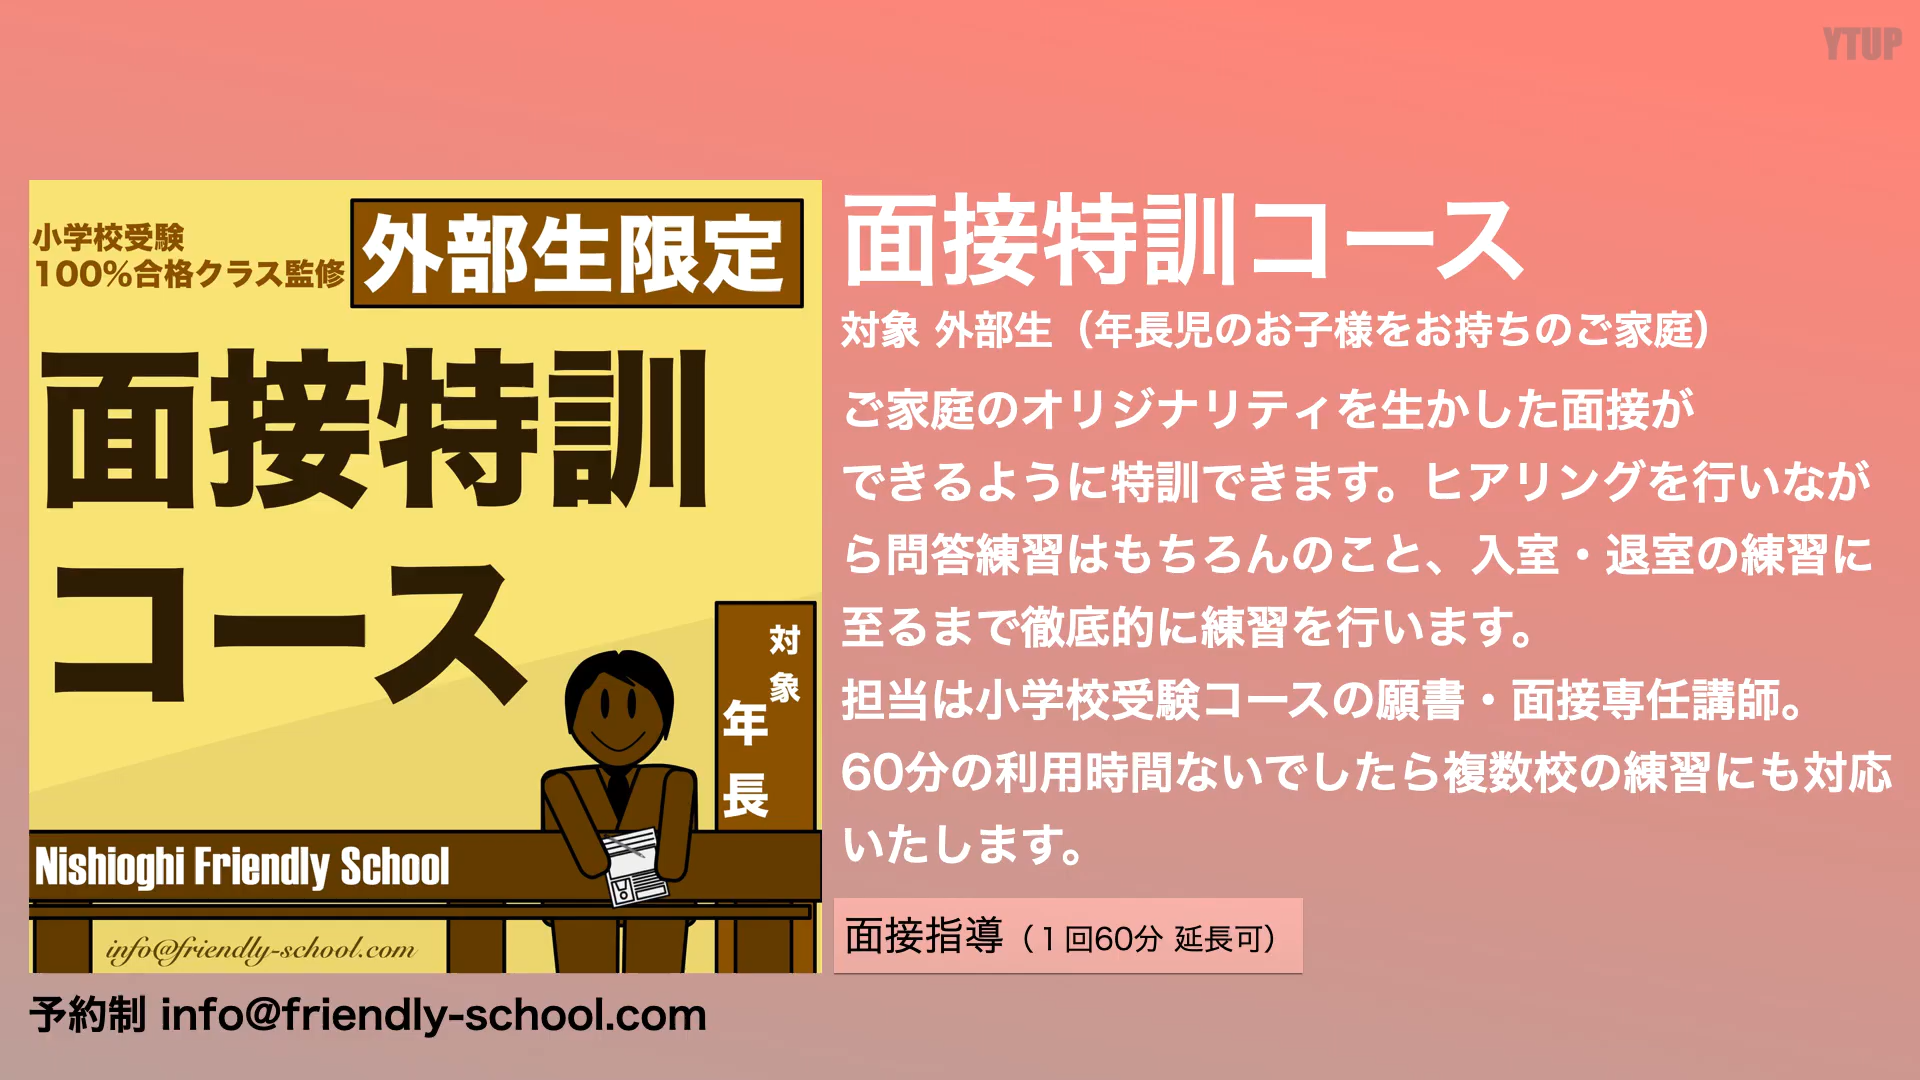 YTUP
小学校受験
100%合格クラス監修
外部生限定
面接特訓
コース
対象
年長
Nishioghi Friendly School
info@friendly-school.com
予約制 info@friendly-school.com
面接特訓コース
対象 外部生（年長児のお子様をお持ちのご家庭）
ご家庭のオリジナリティを生かした面接が
できるように特訓できます。ヒアリングを行いなが
ら問答練習はもちろんのこと、入室・退室の練習に
至るまで徹底的に練習を行います。
担当は小学校受験コースの願書・面接専任講師。
60分の利用時間ないでしたら複数校の練習にも対応
いたします。
面接指導（１回60分 延長可）